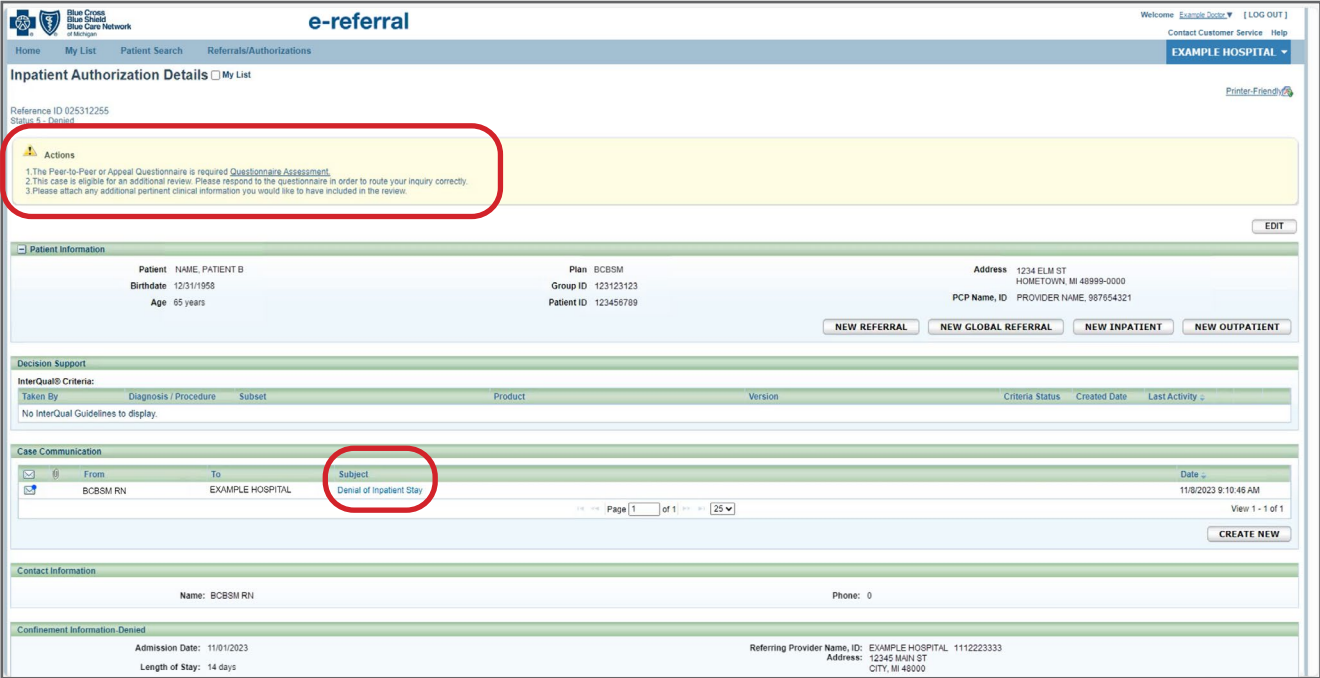 Blue Cross
Blue Shield
Blue Care Network
of Michigan
e-referral
Welcome Example Doctor [ LOG OUT ]
Contact Customer Service Help
Home My List Patient Search Referrals/Authorizations
EXAMPLE HOSPITAL
Inpatient Authorization Details My List
Printer-Friendly
Reference ID 025312255
Status 5 - Denied
Actions
1.The Peer-to-Peer or Appeal Questionnaire is required Questionnaire Assessment.
2.This case is eligible for an additional review. Please respond to the questionnaire in order to route your inquiry correctly.
3.Please attach any additional pertinent clinical information you would like to have included in the review.
EDIT
Patient Information
Patient NAME, PATIENT B Plan BCBSM Address 1234 ELM ST
HOMETOWN, MI 48999-0000
Birthdate 12/31/1958 Group ID 123123123
Age 65 years Patient ID 123456789 PCP Name, ID PROVIDER NAME, 987654321
NEW REFERRAL NEW GLOBAL REFERRAL NEW INPATIENT NEW OUTPATIENT
Decision Support
InterQual® Criteria:
Taken By Diagnosis / Procedure Subset Product Version Criteria Status Created Date Last Activity
No InterQual Guidelines to display.
Case Communication
From To Subject Date
BCBSM RN EXAMPLE HOSPITAL Denial of Inpatient Stay 11/8/2023 9:10:46 AM
Page 1 of 1 25 View 1 - 1 of 1
CREATE NEW
Contact Information
Name: BCBSM RN Phone: 0
Confinement Information-Denied
Admission Date: 11/01/2023 Referring Provider Name, ID: EXAMPLE HOSPITAL 1112223333
Address: 12345 MAIN ST
Length of Stay: 14 days CITY, MI 48000